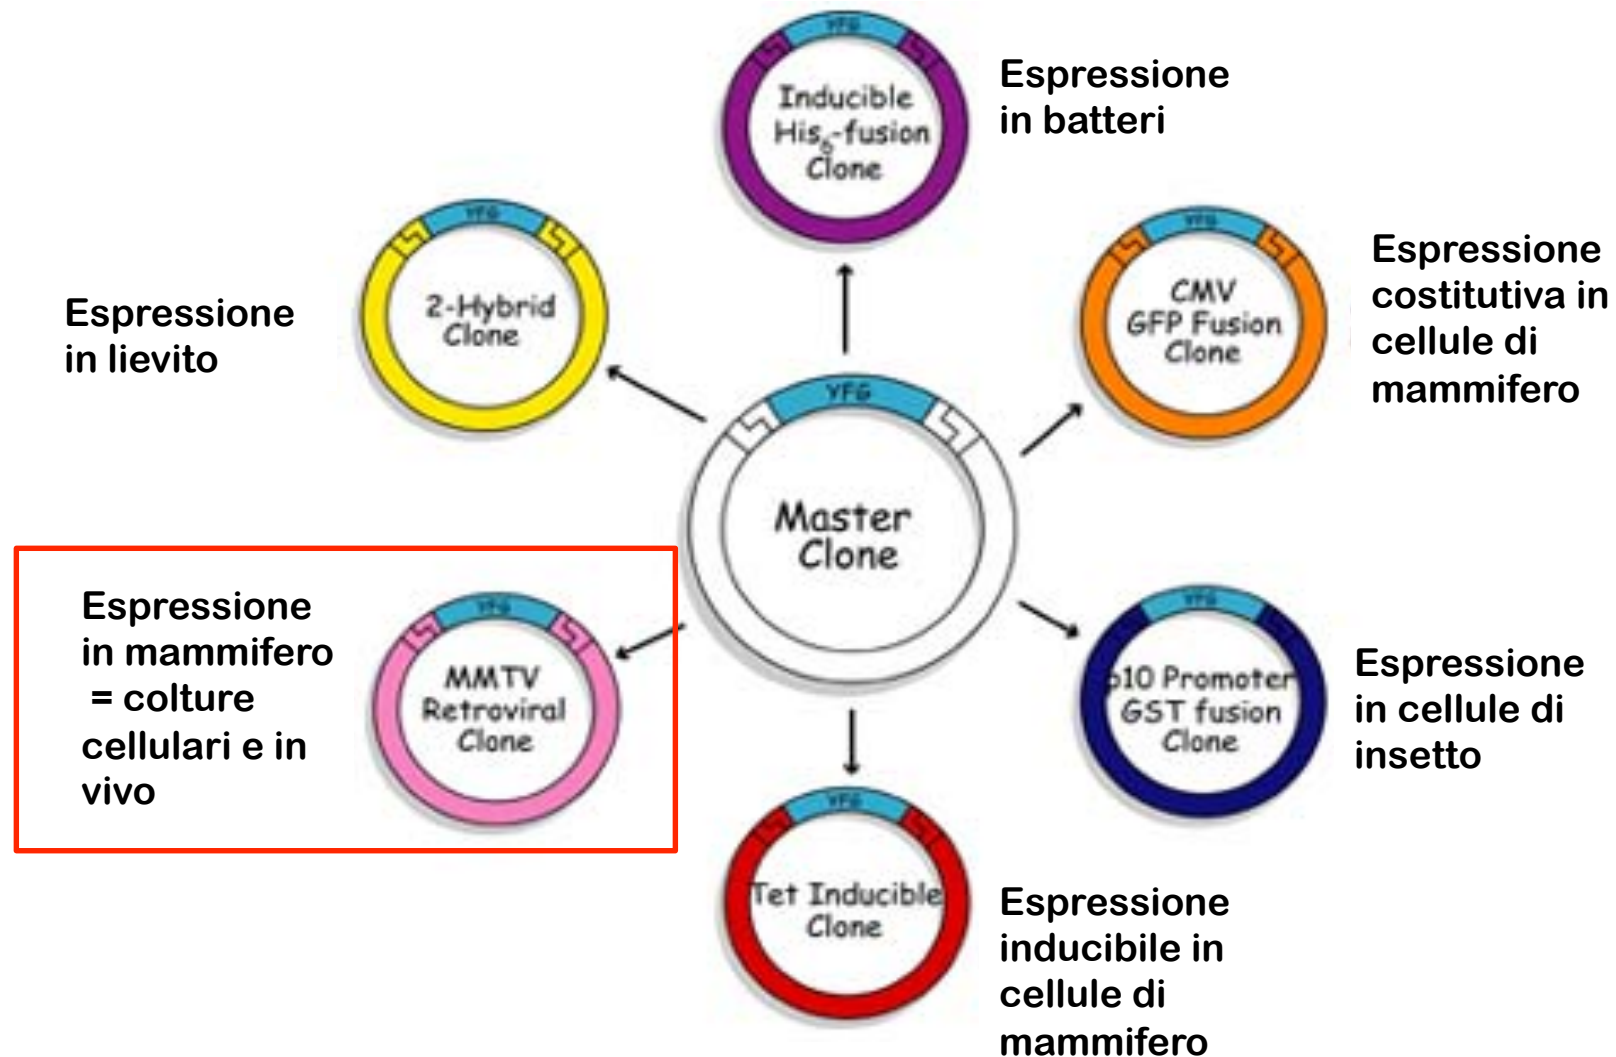 YFG
Inducible
His6-fusion
Clone
Espressione
in batteri
YFG
2-Hybrid
Clone
Espressione
in lievito
YFG
CMV
GFP Fusion
Clone
Espressione
costitutiva in
cellule di
mammifero
YFG
Master
Clone
Espressione
in mammifero
= colture
cellulari e in
vivo
YFG
MMTV
Retroviral
Clone
YFG
p10 Promoter
GST fusion
Clone
Espressione
in cellule di
insetto
YFG
Tet Inducible
Clone
Espressione
inducibile in
cellule di
mammifero